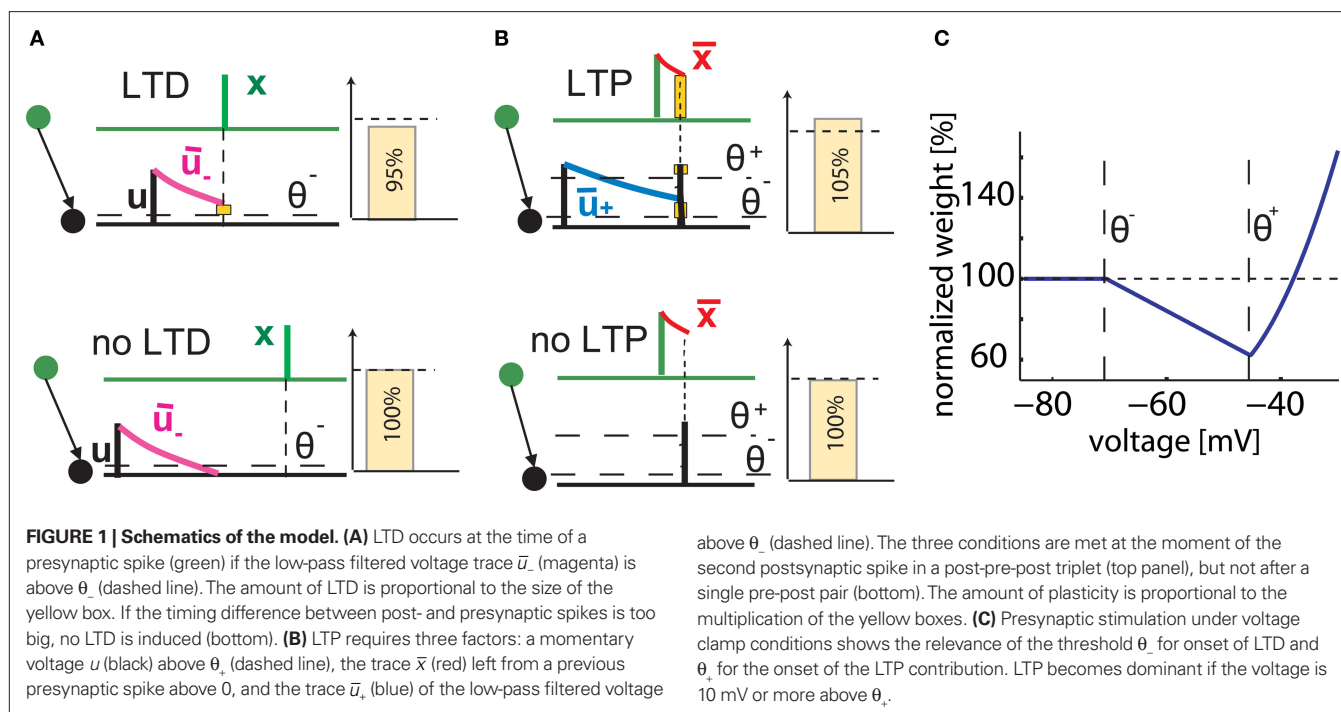 A
LTD
x
ū₋
u
θ⁻
95%
no LTD
x
ū₋
u
θ⁻
100%
B
x̄
LTP
θ⁺
θ⁻
ū₊
105%
x̄
no LTP
θ⁺
θ⁻
100%
C
normalized weight [%]
140
100
60
θ⁻
θ⁺
−80
−60
−40
voltage [mV]
FIGURE 1 | Schematics of the model. (A) LTD occurs at the time of a
presynaptic spike (green) if the low-pass filtered voltage trace ū₋ (magenta) is
above θ₋ (dashed line). The amount of LTD is proportional to the size of the
yellow box. If the timing difference between post- and presynaptic spikes is too
big, no LTD is induced (bottom). (B) LTP requires three factors: a momentary
voltage u (black) above θ₊ (dashed line), the trace x̄ (red) left from a previous
presynaptic spike above 0, and the trace ū₊ (blue) of the low-pass filtered voltage
above θ₋ (dashed line). The three conditions are met at the moment of the
second postsynaptic spike in a post-pre-post triplet (top panel), but not after a
single pre-post pair (bottom). The amount of plasticity is proportional to the
multiplication of the yellow boxes. (C) Presynaptic stimulation under voltage
clamp conditions shows the relevance of the threshold θ₋ for onset of LTD and
θ₊ for the onset of the LTP contribution. LTP becomes dominant if the voltage is
10 mV or more above θ₊.